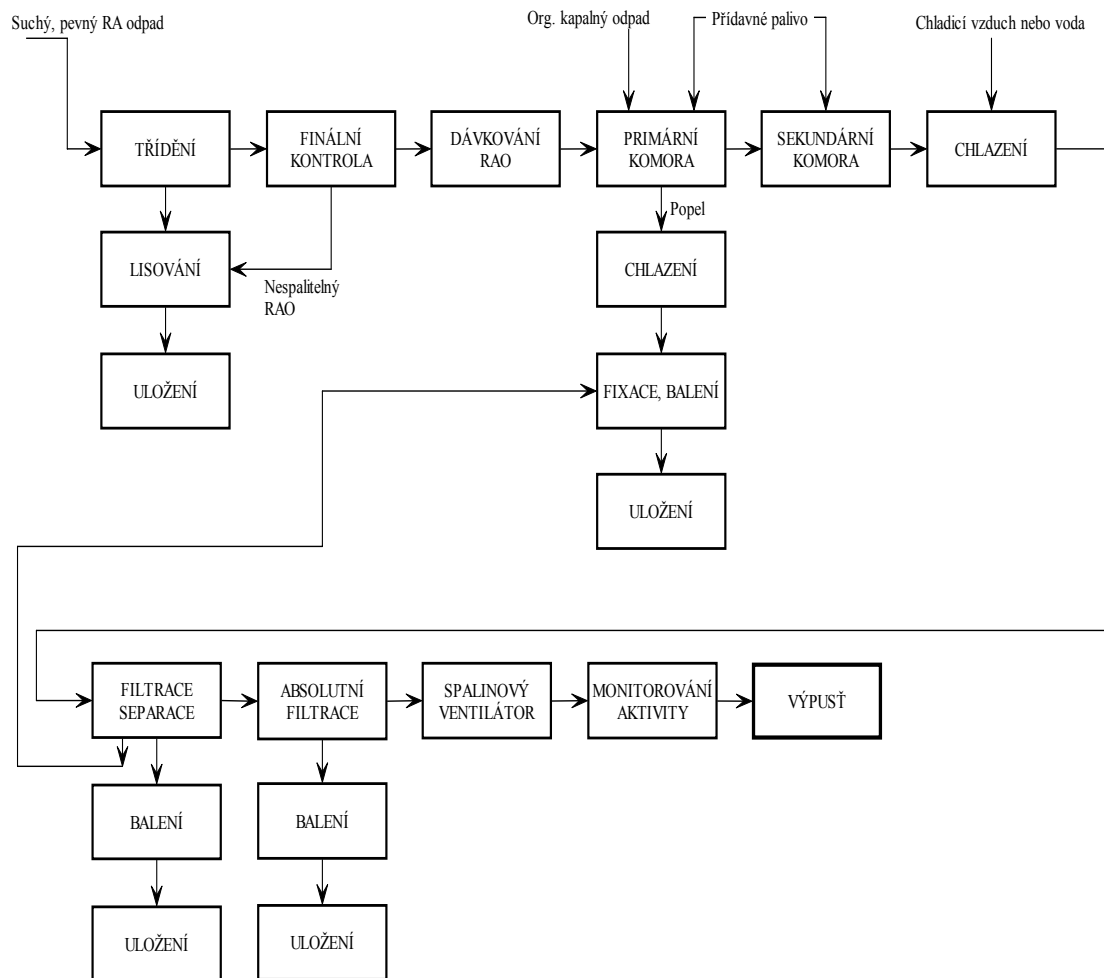 Suchý, pevný RA odpad
Org. kapalný odpad
Přídavné palivo
Chladicí vzduch nebo voda
TŘÍDĚNÍ
FINÁLNÍ
KONTROLA
DÁVKOVÁNÍ
RAO
PRIMÁRNÍ
KOMORA
SEKUNDÁRNÍ
KOMORA
CHLAZENÍ
Popel
LISOVÁNÍ
Nespalitelný
RAO
CHLAZENÍ
ULOŽENÍ
FIXACE, BALENÍ
ULOŽENÍ
FILTRACE
SEPARACE
ABSOLUTNÍ
FILTRACE
SPALINOVÝ
VENTILÁTOR
MONITOROVÁNÍ
AKTIVITY
VÝPUSŤ
BALENÍ
BALENÍ
ULOŽENÍ
ULOŽENÍ